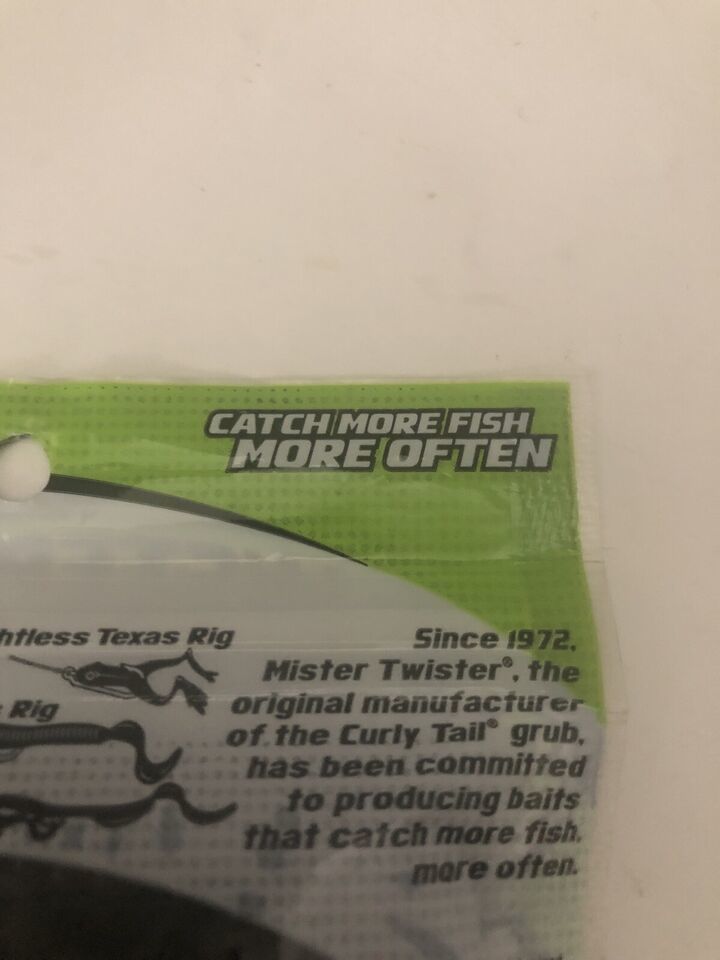 CATCH MORE FISH
MORE OFTEN
Texas Rig
Rig
Since 1972,
Mister Twister®, the
original manufacturer
of the Curly Tail® grub,
has been committed
to producing baits
that catch more fish,
more often.